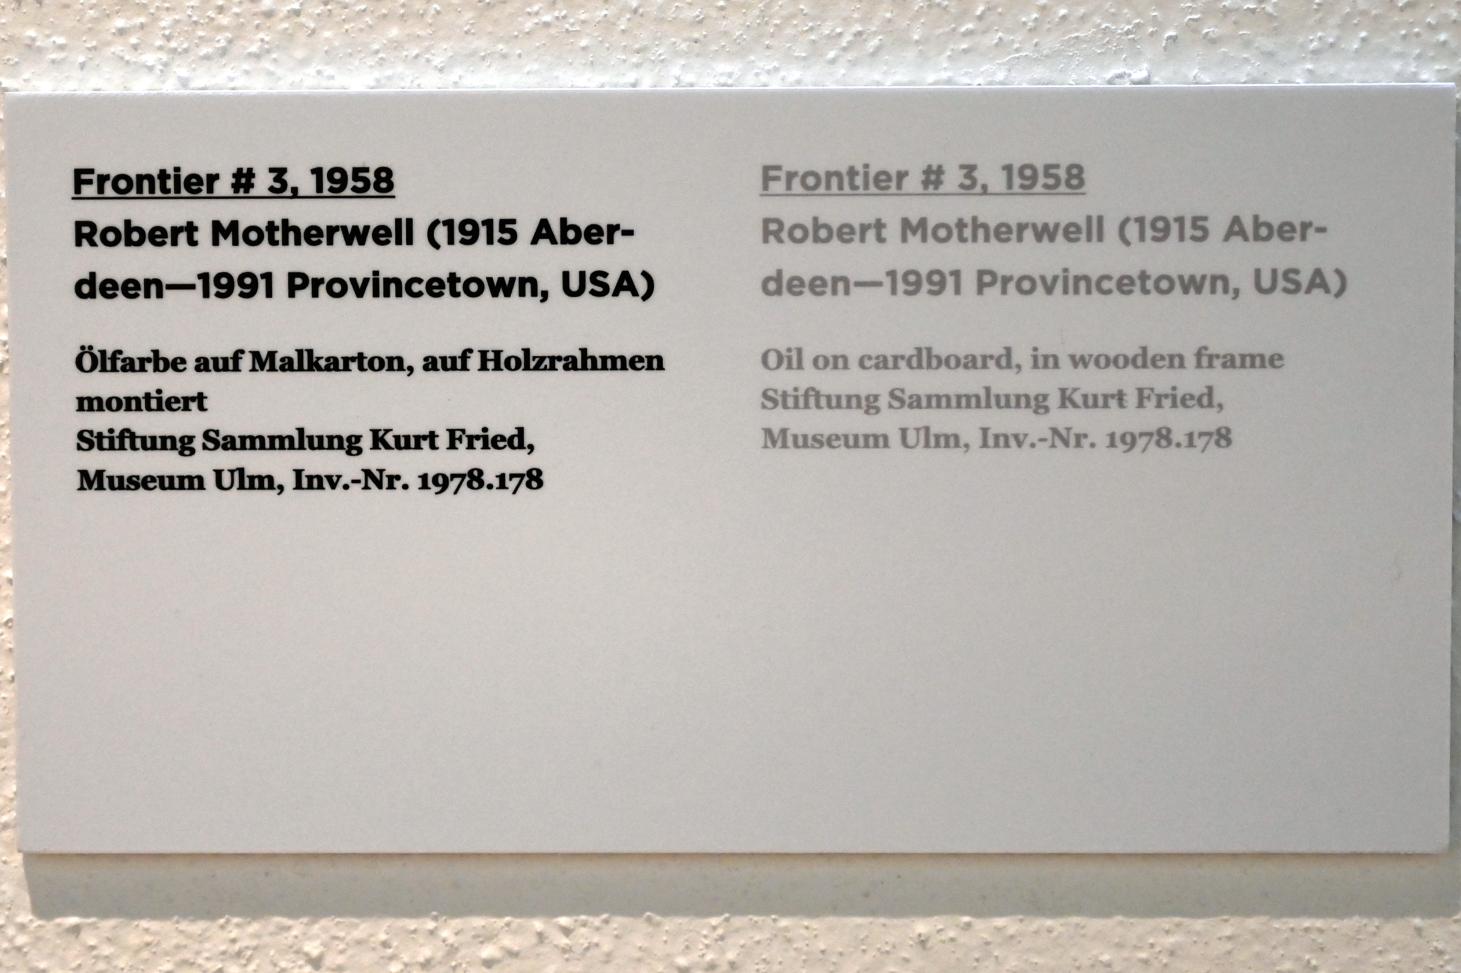 Frontier # 3, 1958
Robert Motherwell (1915 Aber-
deen—1991 Provincetown, USA)
Ölfarbe auf Malkarton, auf Holzrahmen
montiert
Stiftung Sammlung Kurt Fried,
Museum Ulm, Inv.-Nr. 1978.178
Frontier # 3, 1958
Robert Motherwell (1915 Aber-
deen—1991 Provincetown, USA)
Oil on cardboard, in wooden frame
Stiftung Sammlung Kurt Fried,
Museum Ulm, Inv.-Nr. 1978.178